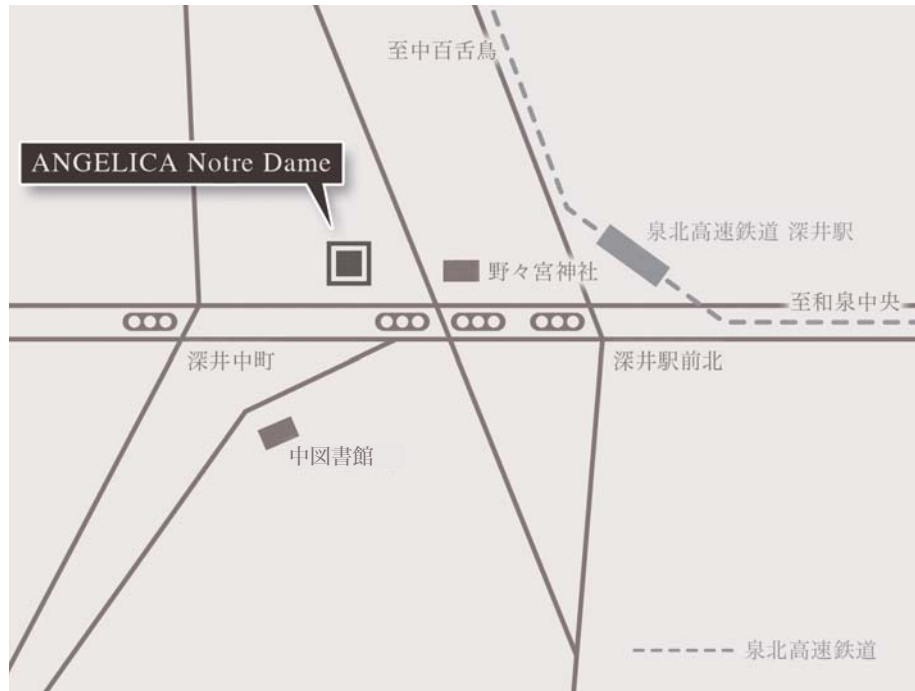 至中百舌鳥
ANGELICA Notre Dame
泉北高速鉄道 深井駅
野々宮神社
至和泉中央
深井中町
深井駅前北
中図書館
泉北高速鉄道